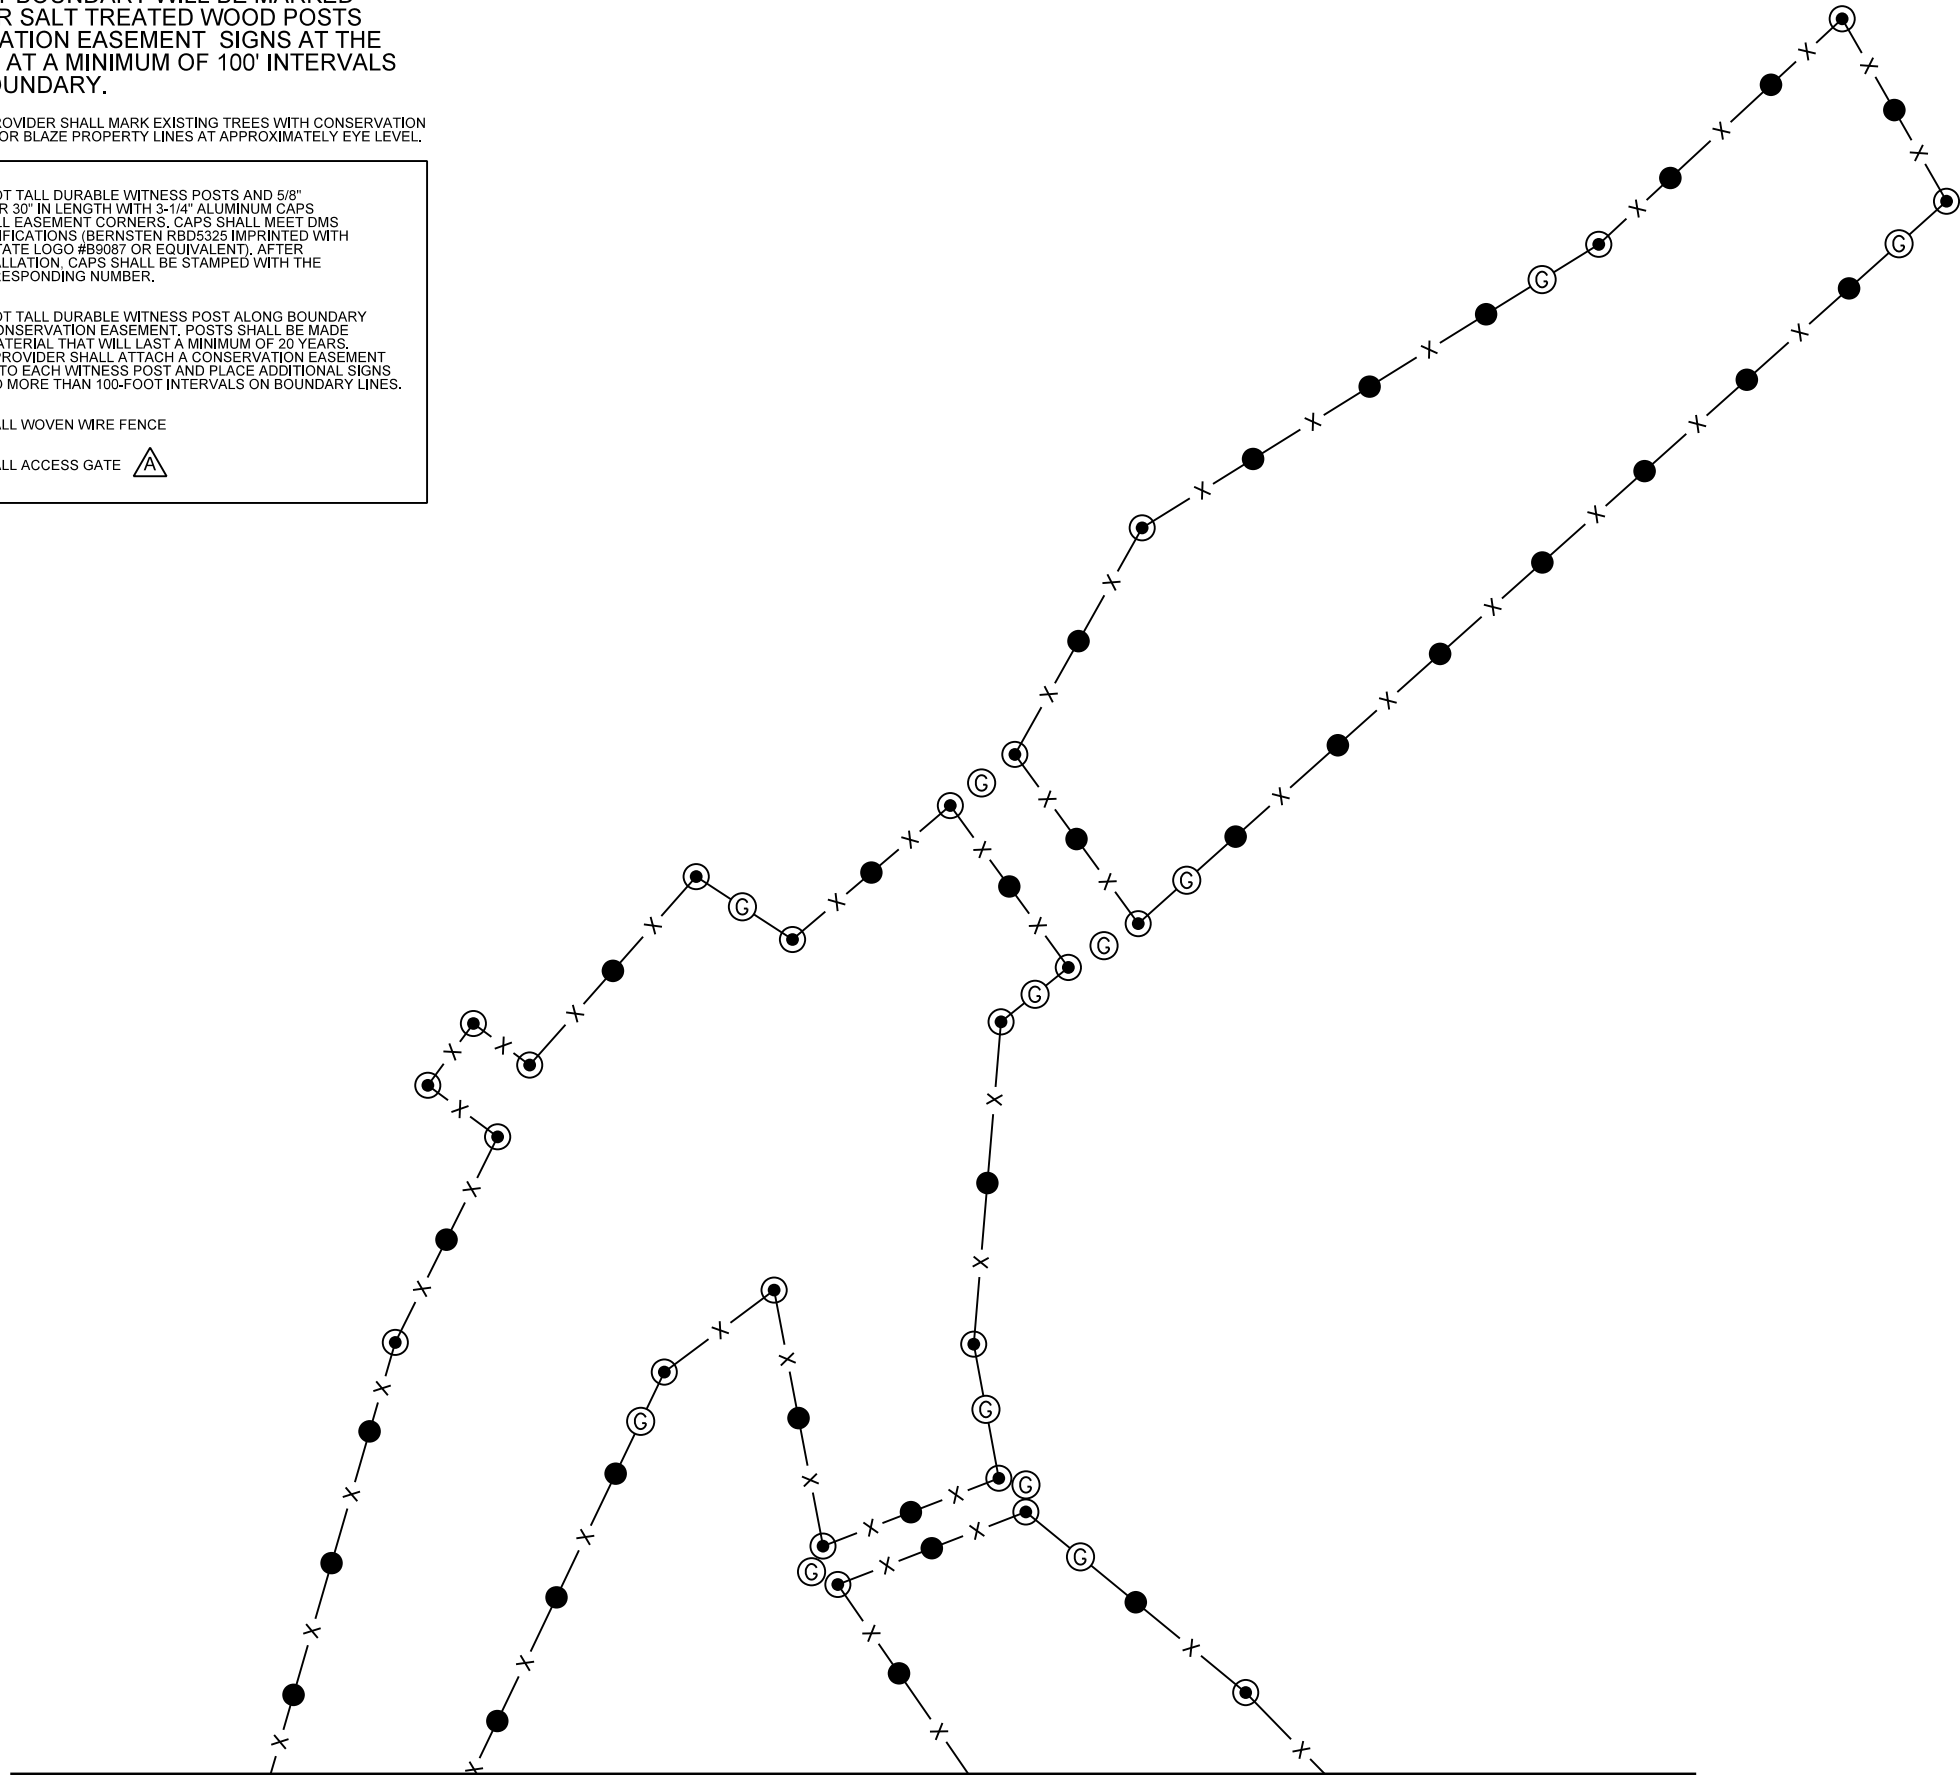 BOUNDARY WILL BE MARKED
R SALT TREATED WOOD POSTS
ATION EASEMENT SIGNS AT THE
AT A MINIMUM OF 100' INTERVALS
OUNDARY.
OVIDER SHALL MARK EXISTING TREES WITH CONSERVATION
OR BLAZE PROPERTY LINES AT APPROXIMATELY EYE LEVEL.
OT TALL DURABLE WITNESS POSTS AND 5/8"
R 30" IN LENGTH WITH 3-1/4" ALUMINUM CAPS
LL EASEMENT CORNERS. CAPS SHALL MEET DMS
IFICATIONS (BERNSTEN RBD5325 IMPRINTED WITH
TATE LOGO #B9087 OR EQUIVALENT). AFTER
ALLATION, CAPS SHALL BE STAMPED WITH THE
RESPONDING NUMBER.
OT TALL DURABLE WITNESS POST ALONG BOUNDARY
ONSERVATION EASEMENT. POSTS SHALL BE MADE
ATERIAL THAT WILL LAST A MINIMUM OF 20 YEARS.
PROVIDER SHALL ATTACH A CONSERVATION EASEMENT
TO EACH WITNESS POST AND PLACE ADDITIONAL SIGNS
O MORE THAN 100-FOOT INTERVALS ON BOUNDARY LINES.
ALL WOVEN WIRE FENCE
ALL ACCESS GATE A
G
G
G
G
G
G
G
G
G
G
G
G
G